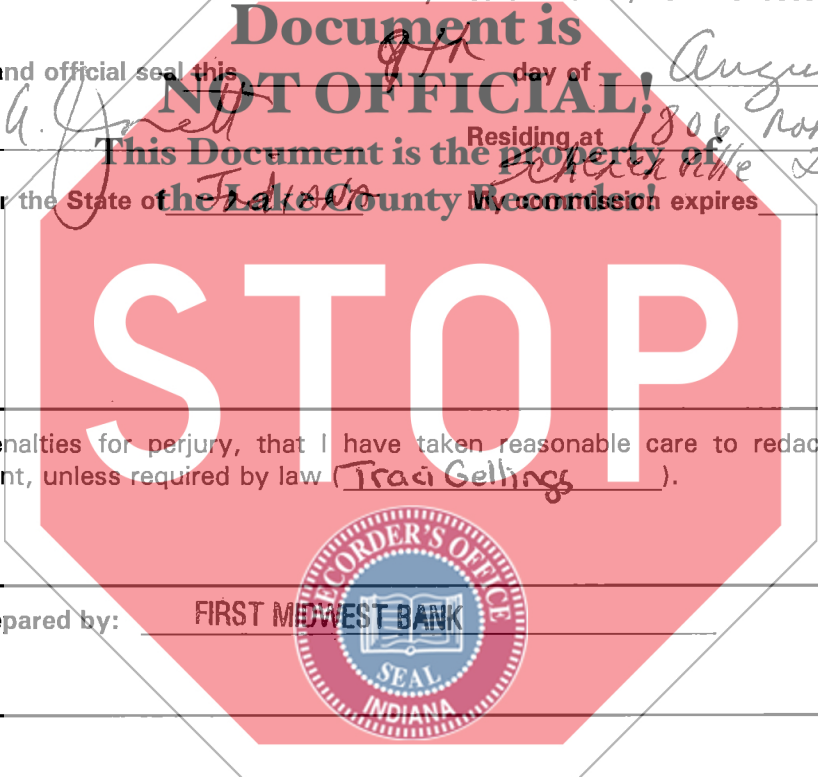 Document is
NOT OFFICIAL!
This Document is the property of
the Lake County Recorder!
and official seal this 9th day of Augu
A.
Residing at 1806
Schererville
r the State of Indiana My commission expires
STOP
enalties for perjury, that I have taken reasonable care to redac
nt, unless required by law (Traci Gellings).
RECORDER'S OFFICE
epared by: FIRST MIDWEST BANK
SEAL
INDIANA